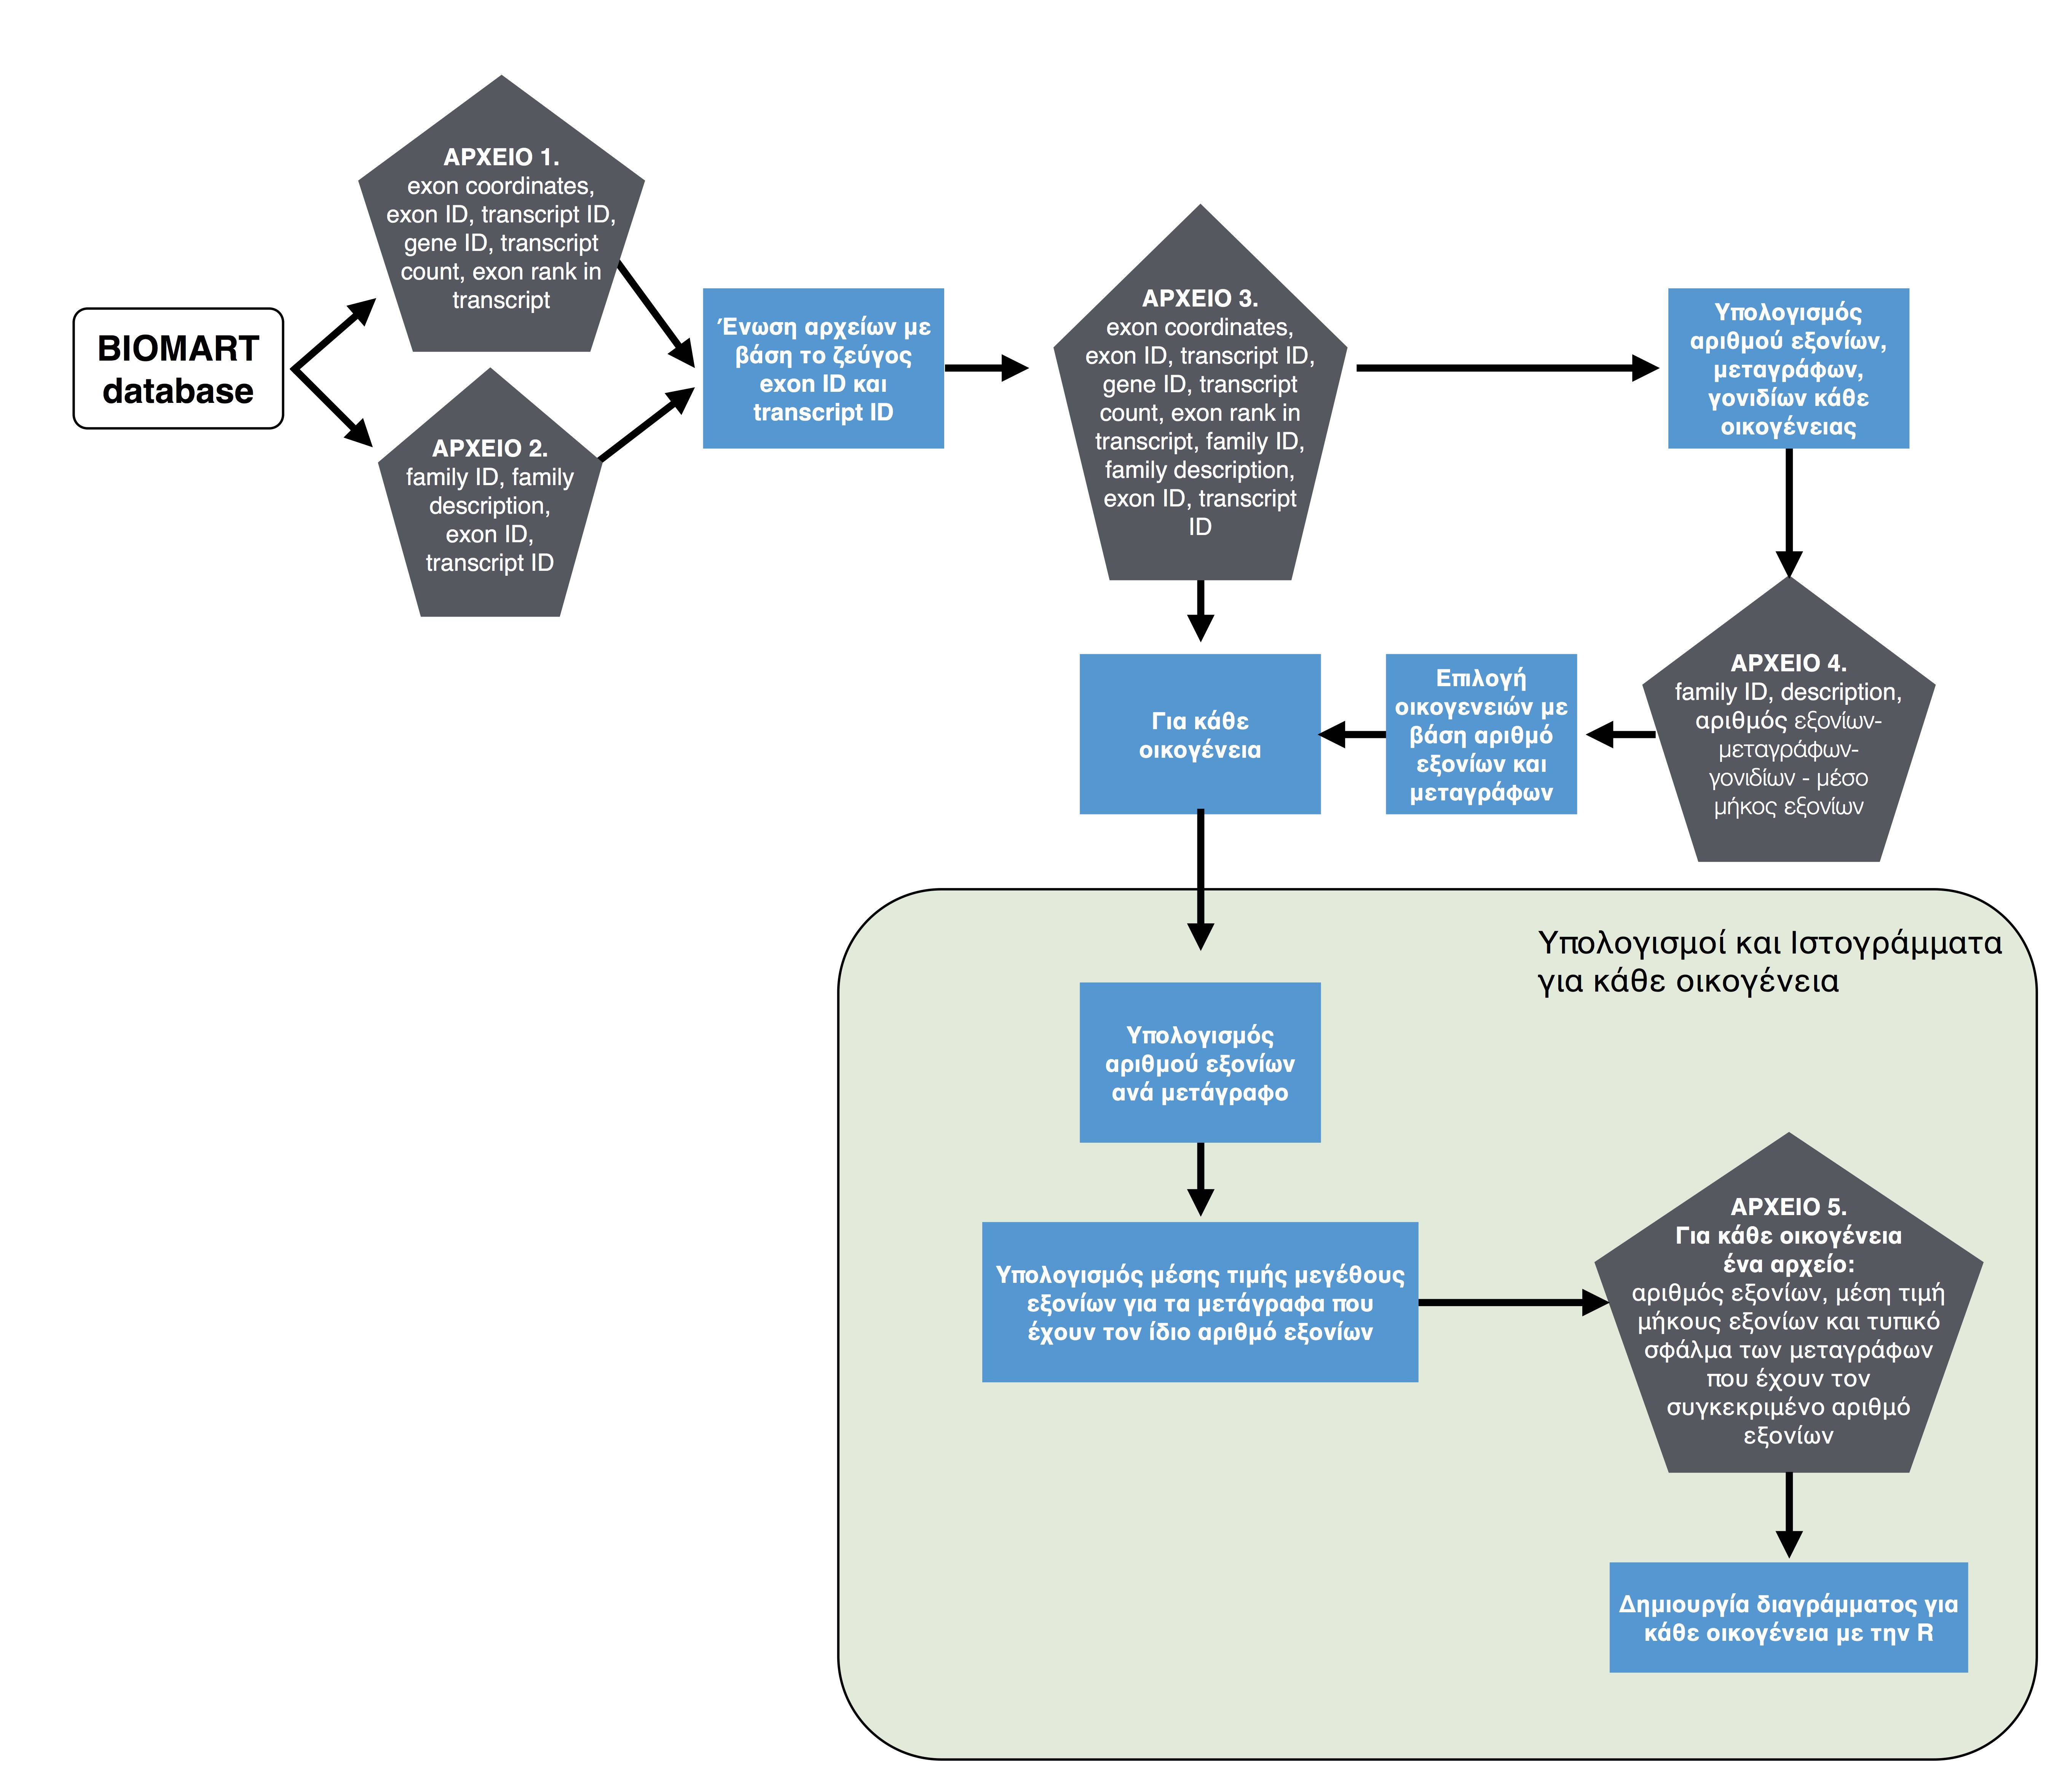 BIOMART
database
ΑΡΧΕΙΟ 1.
exon coordinates,
exon ID, transcript ID,
gene ID, transcript
count, exon rank in
transcript
ΑΡΧΕΙΟ 2.
family ID, family
description,
exon ID,
transcript ID
Ένωση αρχείων με
βάση το ζεύγος
exon ID και
transcript ID
ΑΡΧΕΙΟ 3.
exon coordinates,
exon ID, transcript ID,
gene ID, transcript
count, exon rank in
transcript, family ID,
family description,
exon ID, transcript
ID
Υπολογισμός
αριθμού εξονίων,
μεταγράφων,
γονιδίων κάθε
οικογένειας
ΑΡΧΕΙΟ 4.
family ID, description,
αριθμός εξονίων-
μεταγράφων-
γονιδίων - μέσο
μήκος εξονίων
Επιλογή
οικογενειών με
βάση αριθμό
εξονίων και
μεταγράφων
Για κάθε
οικογένεια
Υπολογισμοί και Ιστογράμματα
για κάθε οικογένεια
Υπολογισμός
αριθμού εξονίων
ανά μετάγραφο
Υπολογισμός μέσης τιμής μεγέθους
εξονίων για τα μετάγραφα που
έχουν τον ίδιο αριθμό εξονίων
ΑΡΧΕΙΟ 5.
Για κάθε οικογένεια
ένα αρχείο:
αριθμός εξονίων, μέση τιμή
μήκους εξονίων και τυπικό
σφάλμα των μεταγράφων
που έχουν τον
συγκεκριμένο αριθμό
εξονίων
Δημιουργία διαγράμματος για
κάθε οικογένεια με την R